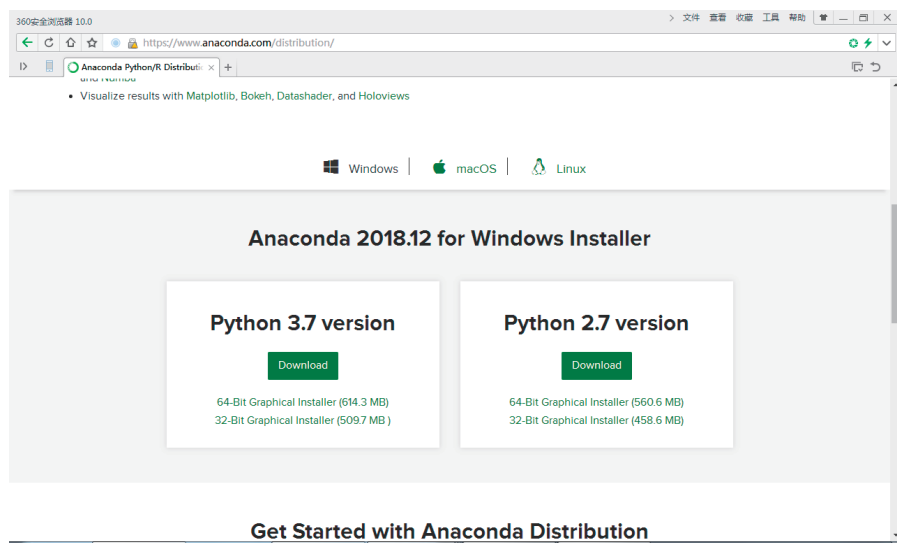 360安全浏览器 10.0
文件 查看 收藏 工具 帮助
https://www.anaconda.com/distribution/
Anaconda Python/R Distributi
and Numba
• Visualize results with Matplotlib, Bokeh, Datashader, and Holoviews
Windows macOS Linux
Anaconda 2018.12 for Windows Installer
Python 3.7 version
Download
64-Bit Graphical Installer (614.3 MB)
32-Bit Graphical Installer (509.7 MB )
Python 2.7 version
Download
64-Bit Graphical Installer (560.6 MB)
32-Bit Graphical Installer (458.6 MB)
Get Started with Anaconda Distribution